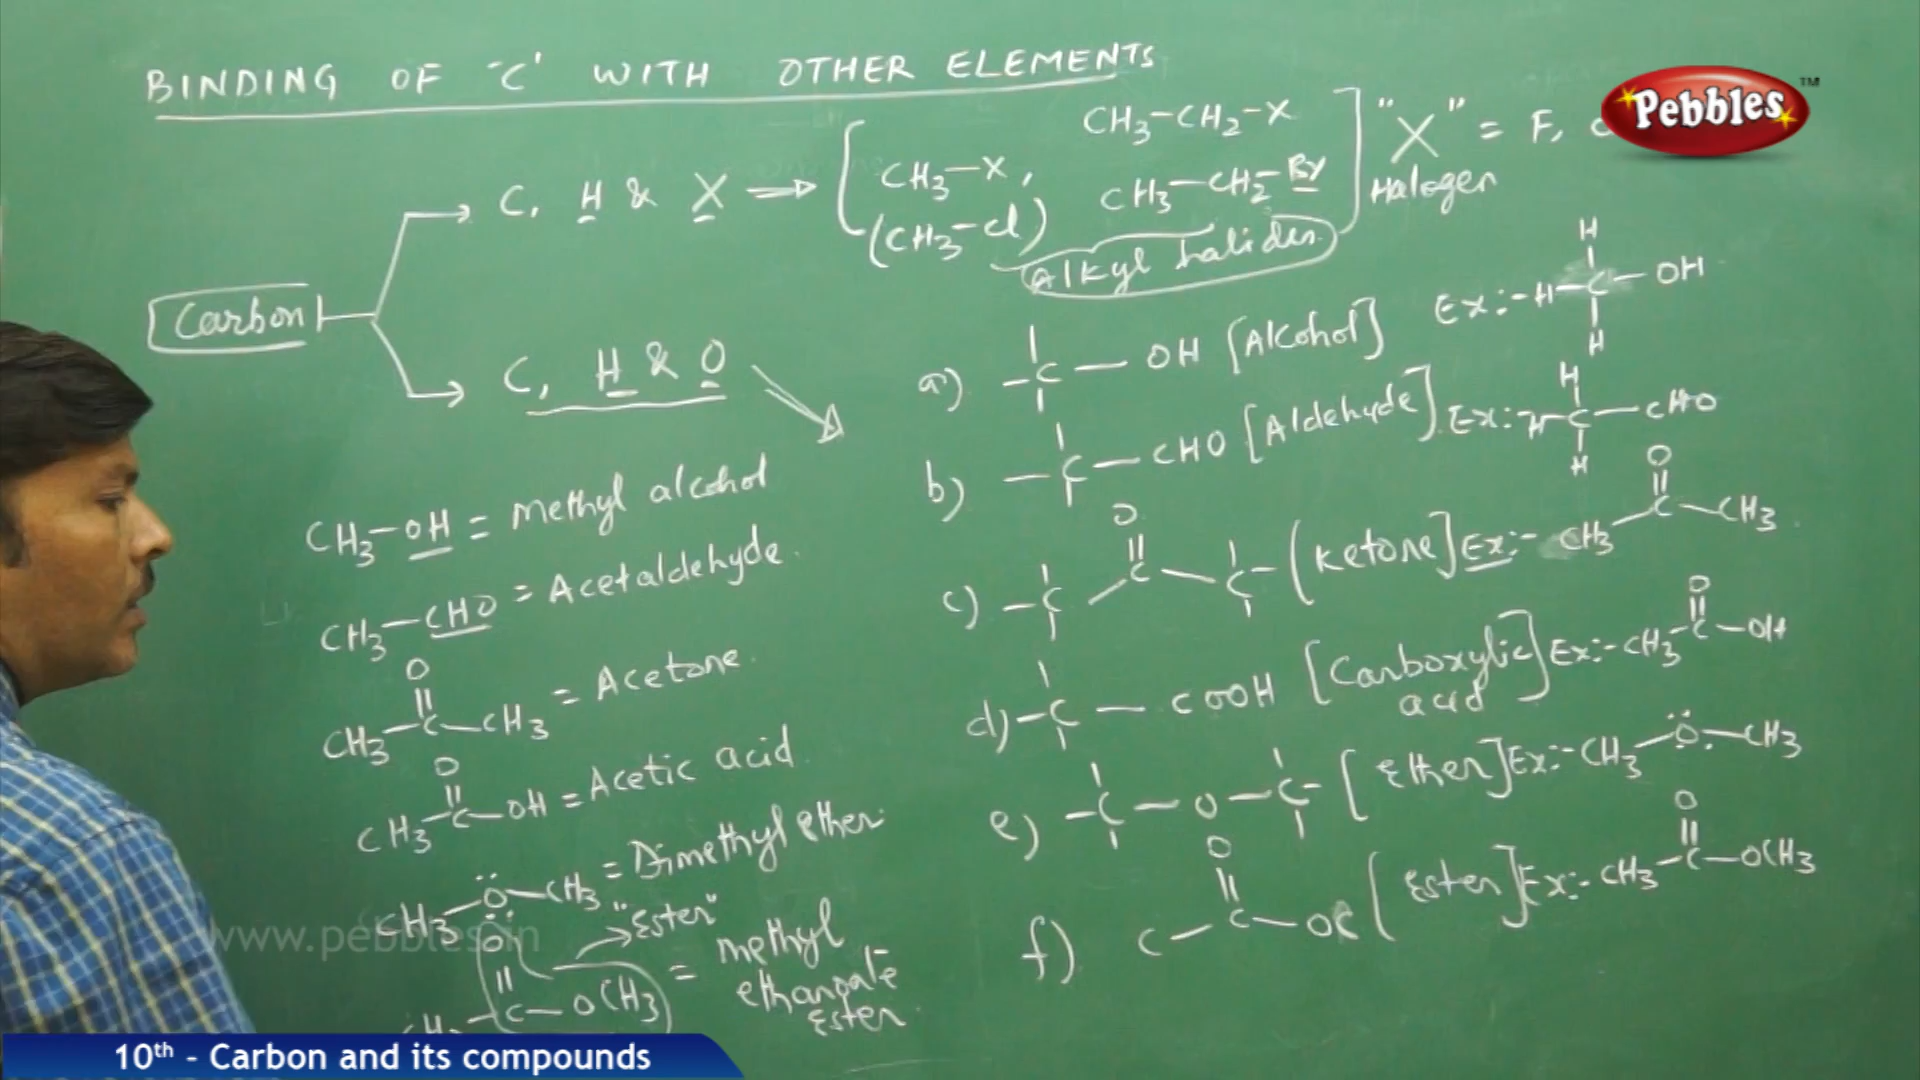 BINDING OF "C" WITH OTHER ELEMENTS
Pebbles™
Carbon
C, H & X
CH3-X,
(CH3-Cl)
CH3-CH2-X
CH3-CH2-Br
alkyl halides
"X" = F,
Halogen
C, H & O
CH3-OH = Methyl alcohol
CH3-CHO = Acetaldehyde.
O
CH3-C-CH3 = Acetone.
O
CH3-C-OH = Acetic acid
CH3-O-CH3 = Dimethyl ether.
"Ester"
O
C-OCH3 = methyl
ethanoate
Ester.
a) -C-OH [Alcohol] Ex:- H-C-OH
H
H
b) -C-CHO [Aldehyde]. Ex:- H-C-CHO
H
H
c) -C-C-C- (Ketone] Ex:- CH3-C-CH3
O
O
d) -C-COOH [Carboxylic acid] Ex:- CH3-C-OH
O
e) -C-O-C- [Ether] Ex:- CH3-O-CH3
f) C-C-OC (Ester] Ex:- CH3-C-OCH3
O
O
www.pebbles.in
10th - Carbon and its compounds